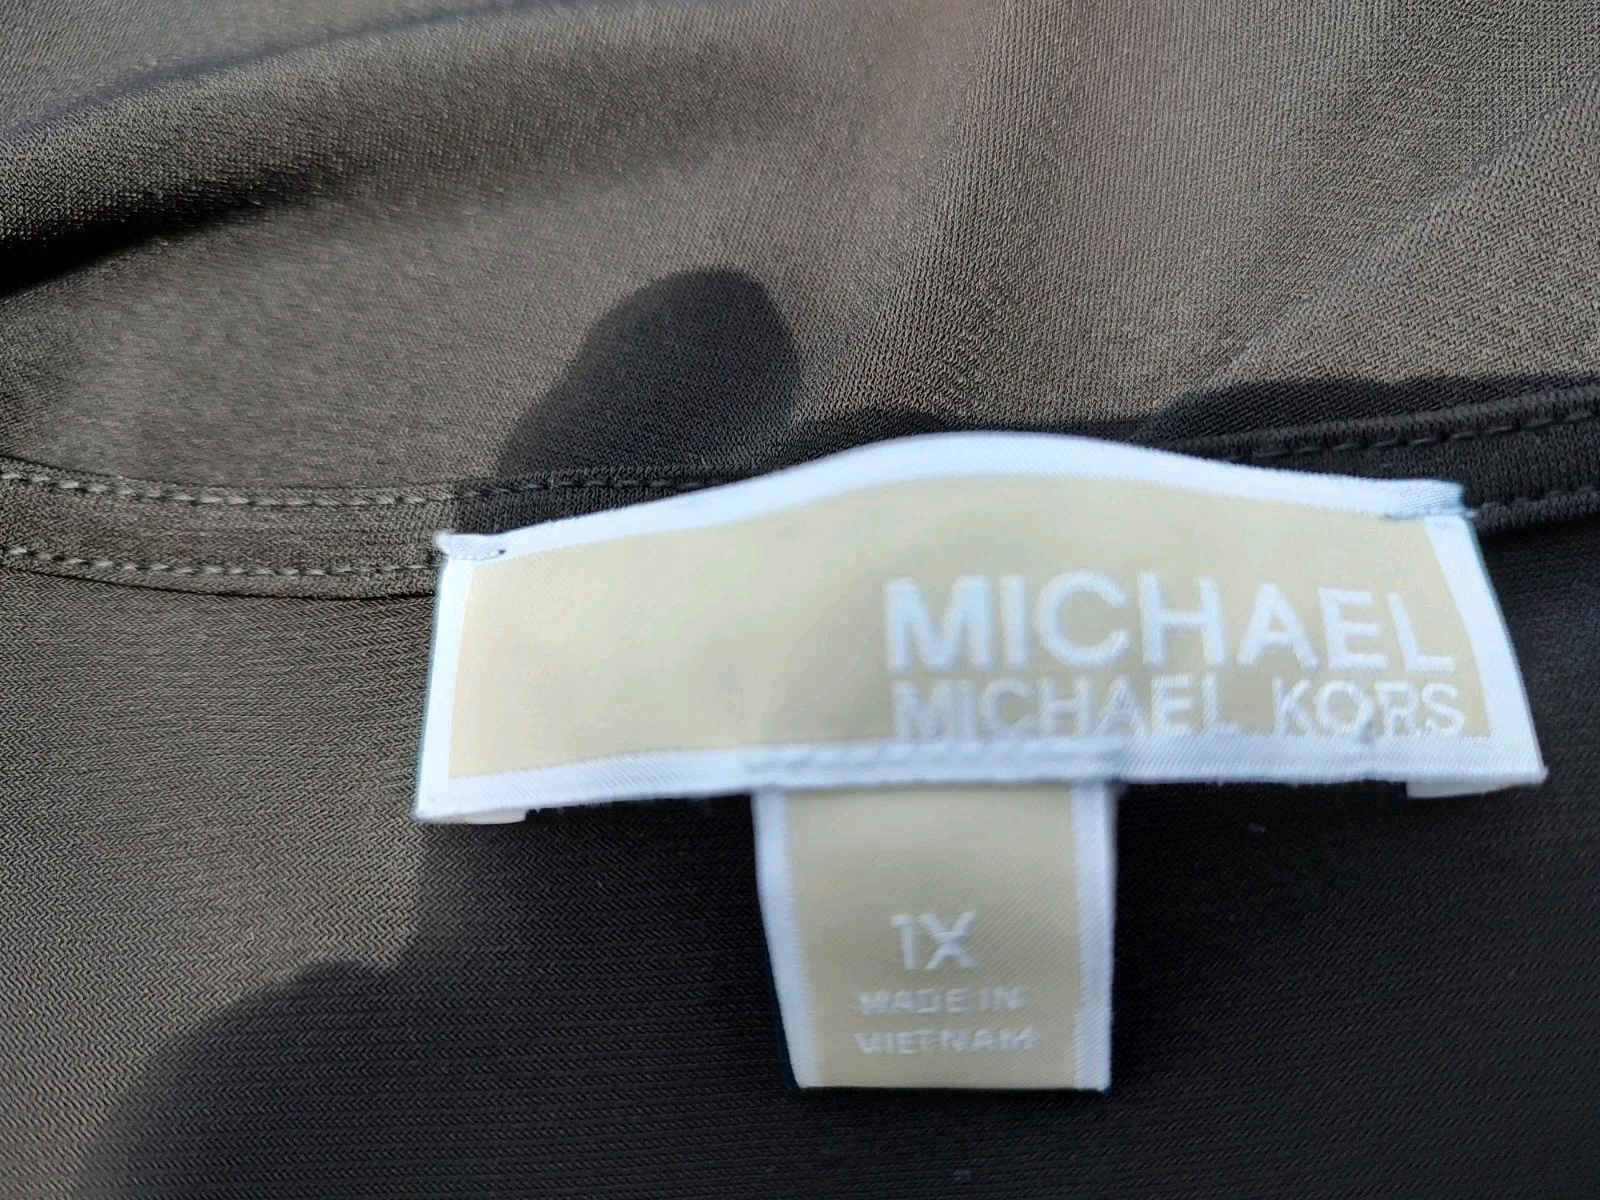 MICHAEL
MICHAEL KORS
1X
MADE IN
VIETNAM